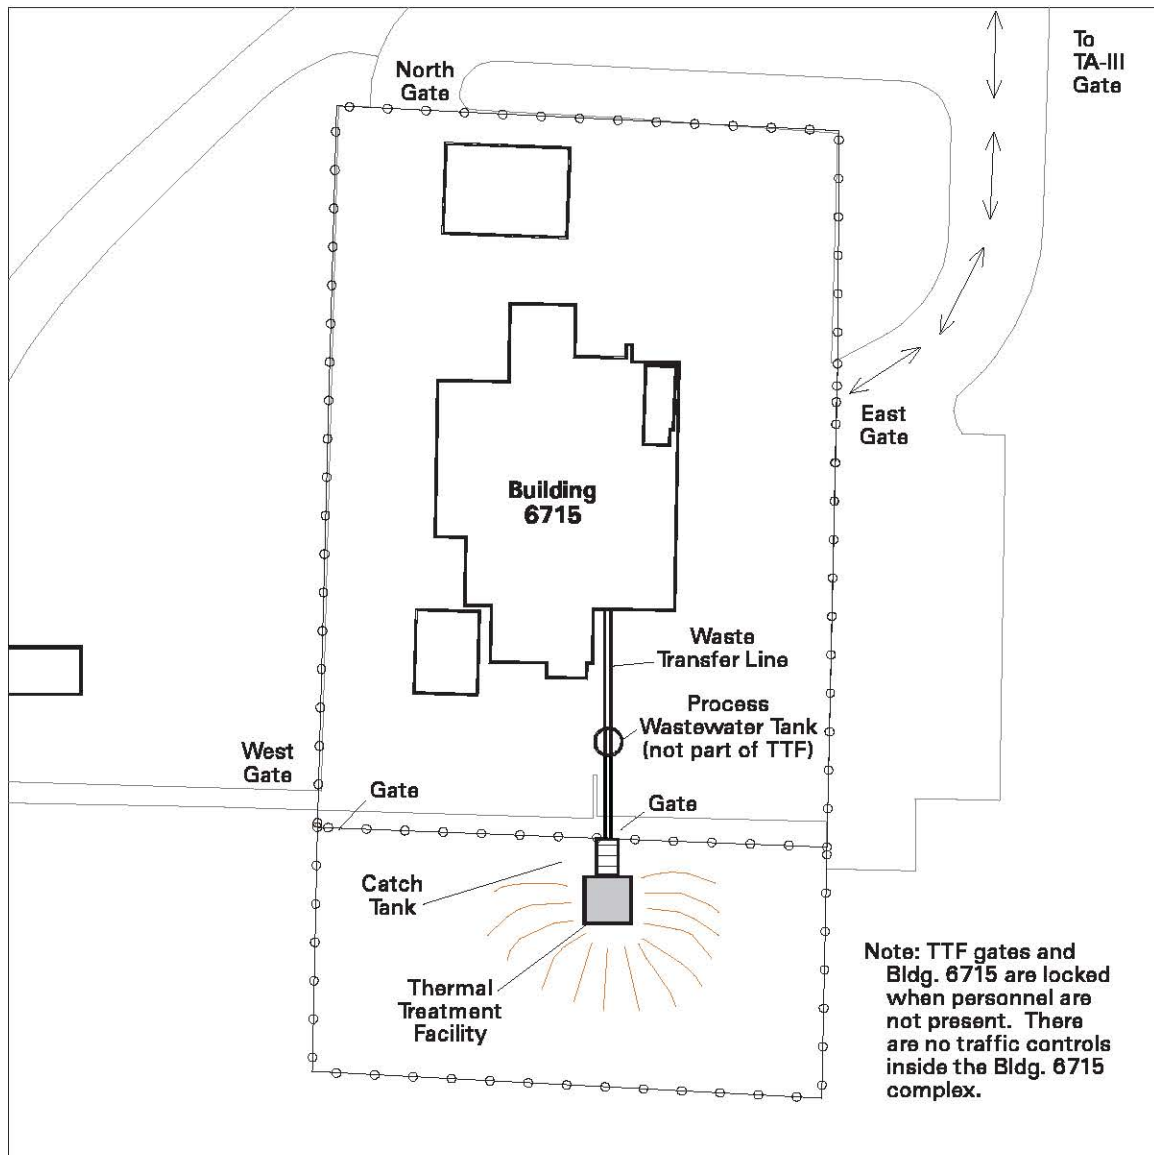 To
TA-III
Gate
North
Gate
East
Gate
Building
6715
Waste
Transfer Line
Process
Wastewater Tank
(not part of TTF)
West
Gate
Gate
Gate
Catch
Tank
Thermal
Treatment
Facility
Note: TTF gates and
Bldg. 6715 are locked
when personnel are
not present. There
are no traffic controls
inside the Bldg. 6715
complex.